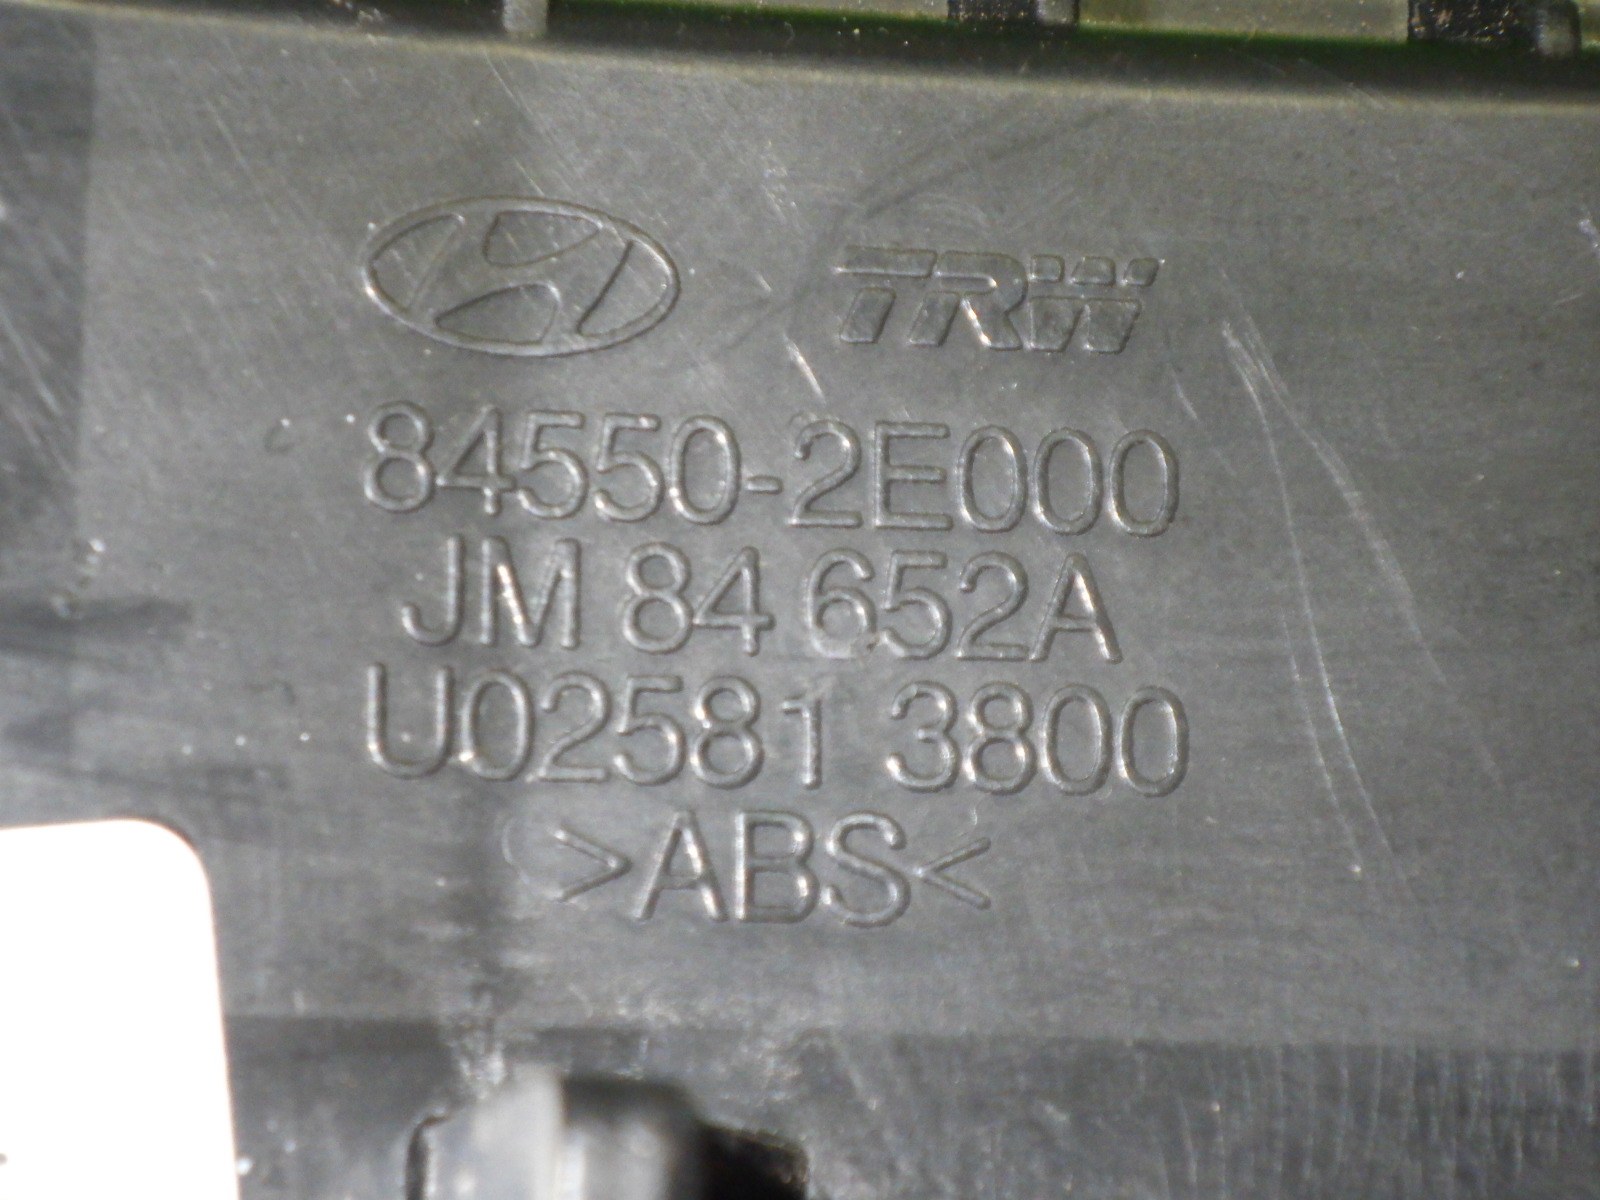 TRW
84550-2E000
JM 84 652A
U02581 3800
>ABS<